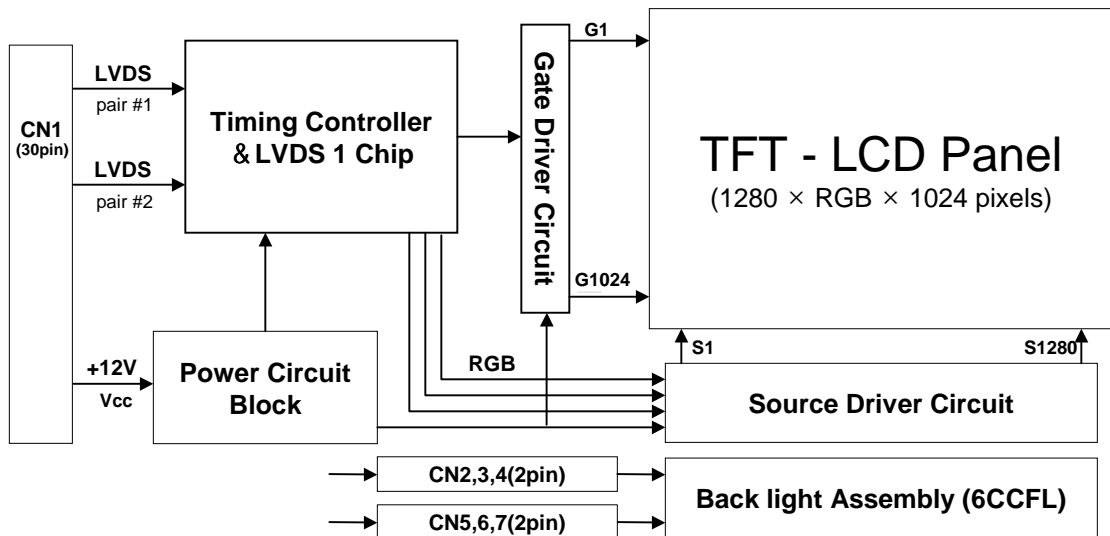 CN1
(30pin)
LVDS
pair #1
LVDS
pair #2
+12V
Vcc
Timing Controller
& LVDS 1 Chip
Power Circuit
Block
RGB
Gate Driver Circuit
G1
G1024
TFT - LCD Panel
(1280 × RGB × 1024 pixels)
S1
S1280
Source Driver Circuit
CN2,3,4(2pin)
CN5,6,7(2pin)
Back light Assembly (6CCFL)